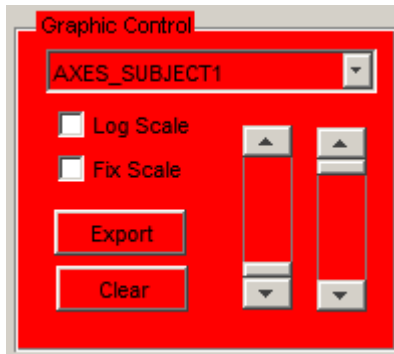 Graphic Control
AXES_SUBJECT1
Log Scale
Fix Scale
Export
Clear